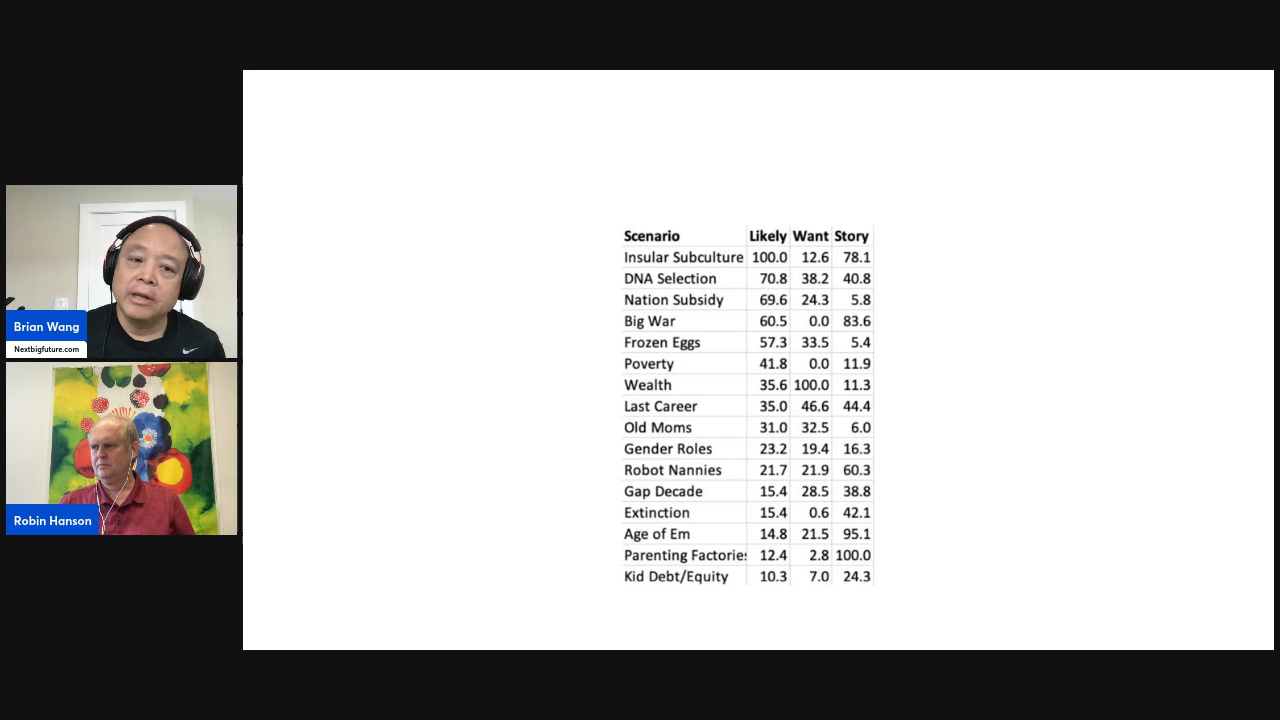 Brian Wang
Nextbigfuture.com
Robin Hanson
Scenario Likely Want Story
Insular Subculture 100.0 12.6 78.1
DNA Selection 70.8 38.2 40.8
Nation Subsidy 69.6 24.3 5.8
Big War 60.5 0.0 83.6
Frozen Eggs 57.3 33.5 5.4
Poverty 41.8 0.0 11.9
Wealth 35.6 100.0 11.3
Last Career 35.0 46.6 44.4
Old Moms 31.0 32.5 6.0
Gender Roles 23.2 19.4 16.3
Robot Nannies 21.7 21.9 60.3
Gap Decade 15.4 28.5 38.8
Extinction 15.4 0.6 42.1
Age of Em 14.8 21.5 95.1
Parenting Factories 12.4 2.8 100.0
Kid Debt/Equity 10.3 7.0 24.3